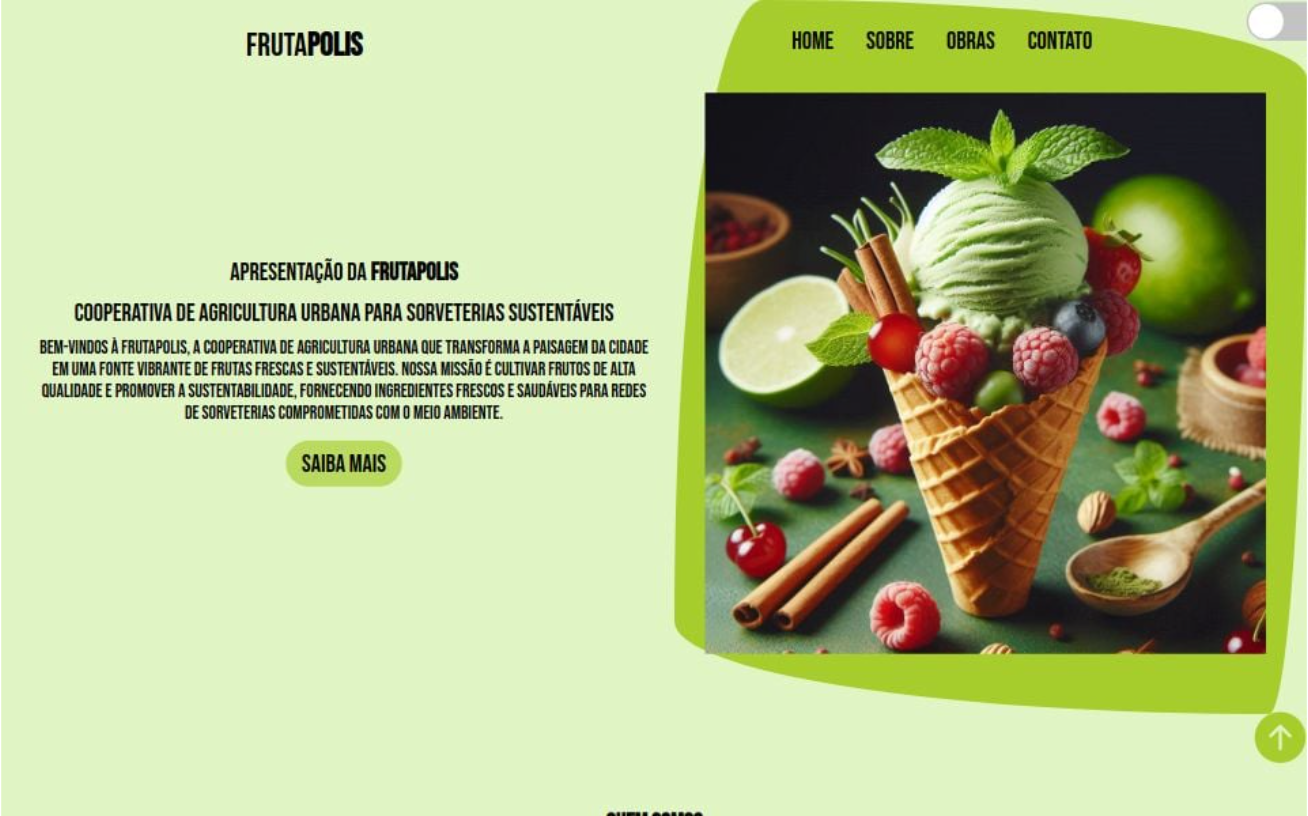 FRUTAPOLIS
HOME SOBRE OBRAS CONTATO
APRESENTAÇÃO DA FRUTAPOLIS
COOPERATIVA DE AGRICULTURA URBANA PARA SORVETERIAS SUSTENTÁVEIS
BEM-VINDOS À FRUTAPOLIS, A COOPERATIVA DE AGRICULTURA URBANA QUE TRANSFORMA A PAISAGEM DA CIDADE
EM UMA FONTE VIBRANTE DE FRUTAS FRESCAS E SUSTENTÁVEIS. NOSSA MISSÃO É CULTIVAR FRUTOS DE ALTA
QUALIDADE E PROMOVER A SUSTENTABILIDADE, FORNECENDO INGREDIENTES FRESCOS E SAUDÁVEIS PARA REDES
DE SORVETERIAS COMPROMETIDAS COM O MEIO AMBIENTE.
SAIBA MAIS